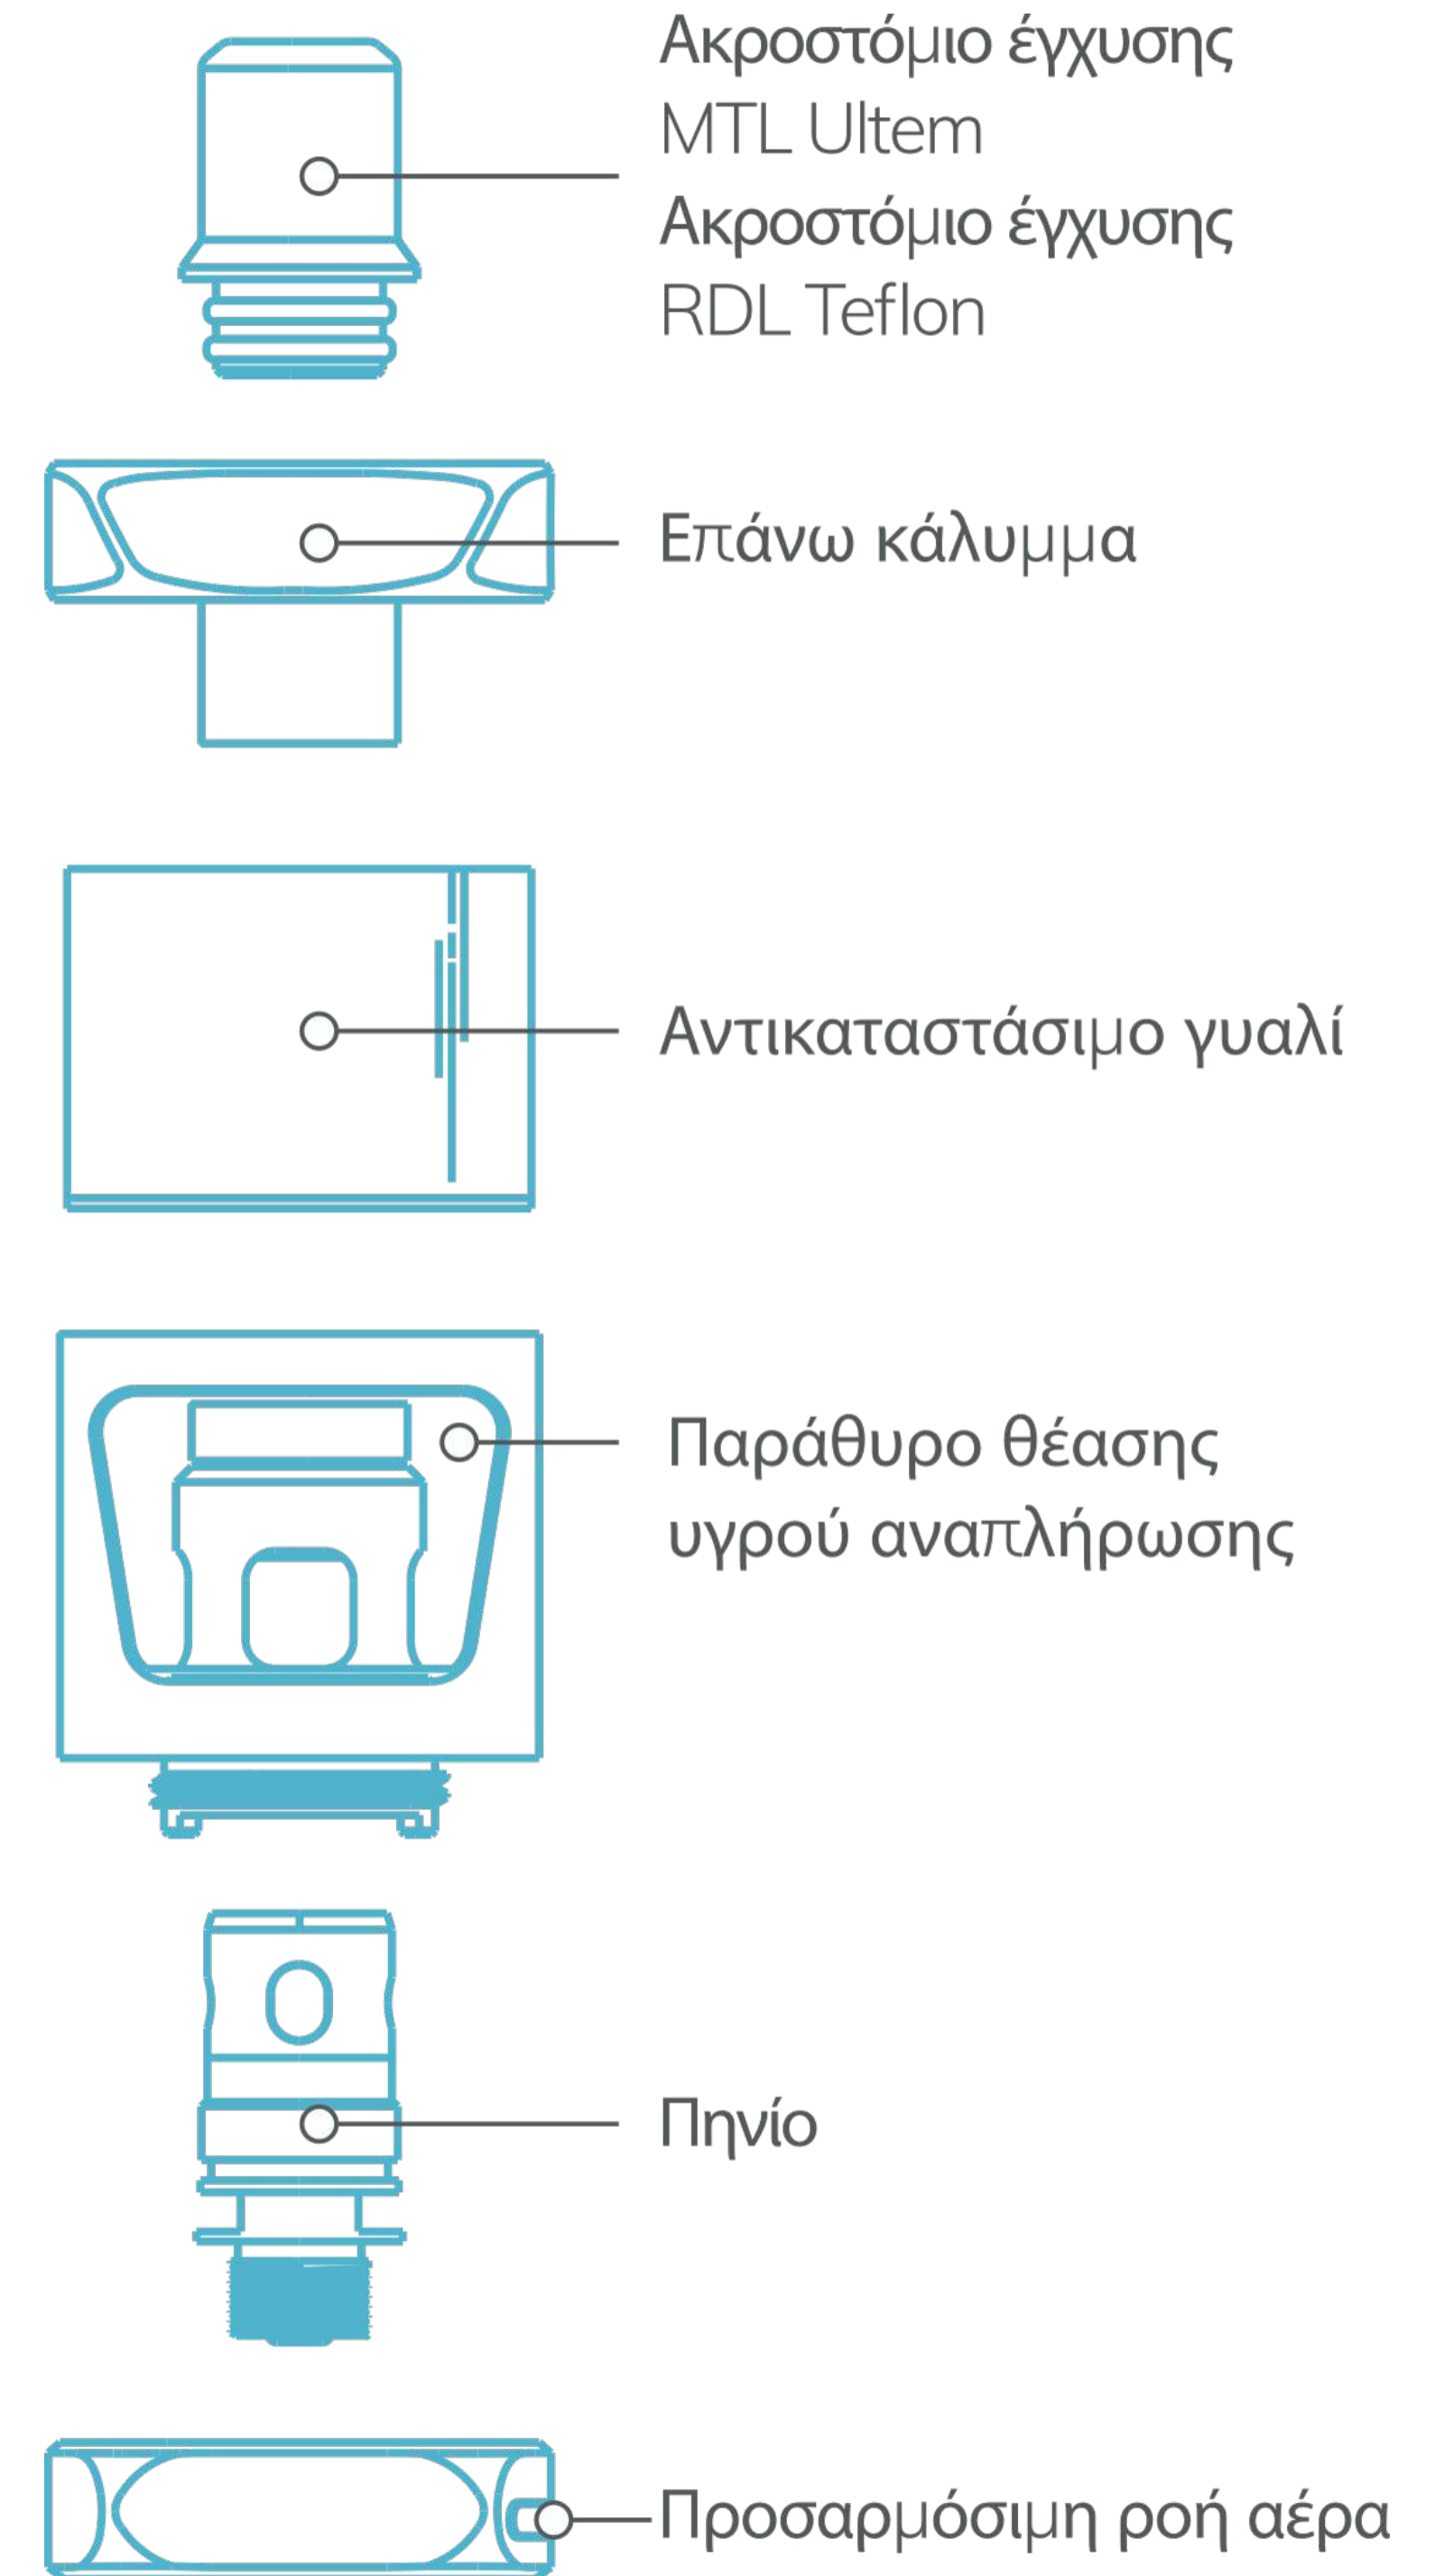 Ακροστόμιο έγχυσης
MTL Ultem
Ακροστόμιο έγχυσης
RDL Teflon
Επάνω κάλυμμα
Αντικαταστάσιμο γυαλί
Παράθυρο θέασης
υγρού αναπλήρωσης
Πηνίο
Προσαρμόσιμη ροή αέρα